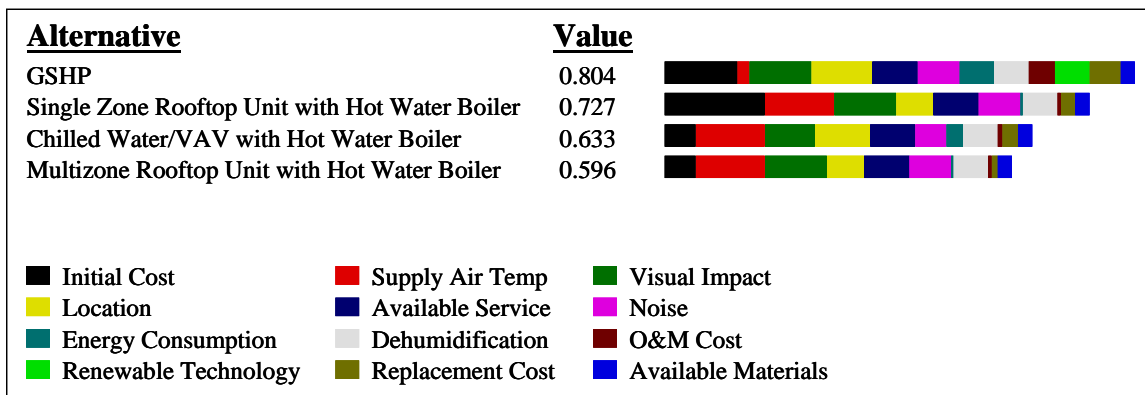 Alternative Value
GSHP 0.804
Single Zone Rooftop Unit with Hot Water Boiler 0.727
Chilled Water/VAV with Hot Water Boiler 0.633
Multizone Rooftop Unit with Hot Water Boiler 0.596
Initial Cost Supply Air Temp Visual Impact
Location Available Service Noise
Energy Consumption Dehumidification O&M Cost
Renewable Technology Replacement Cost Available Materials